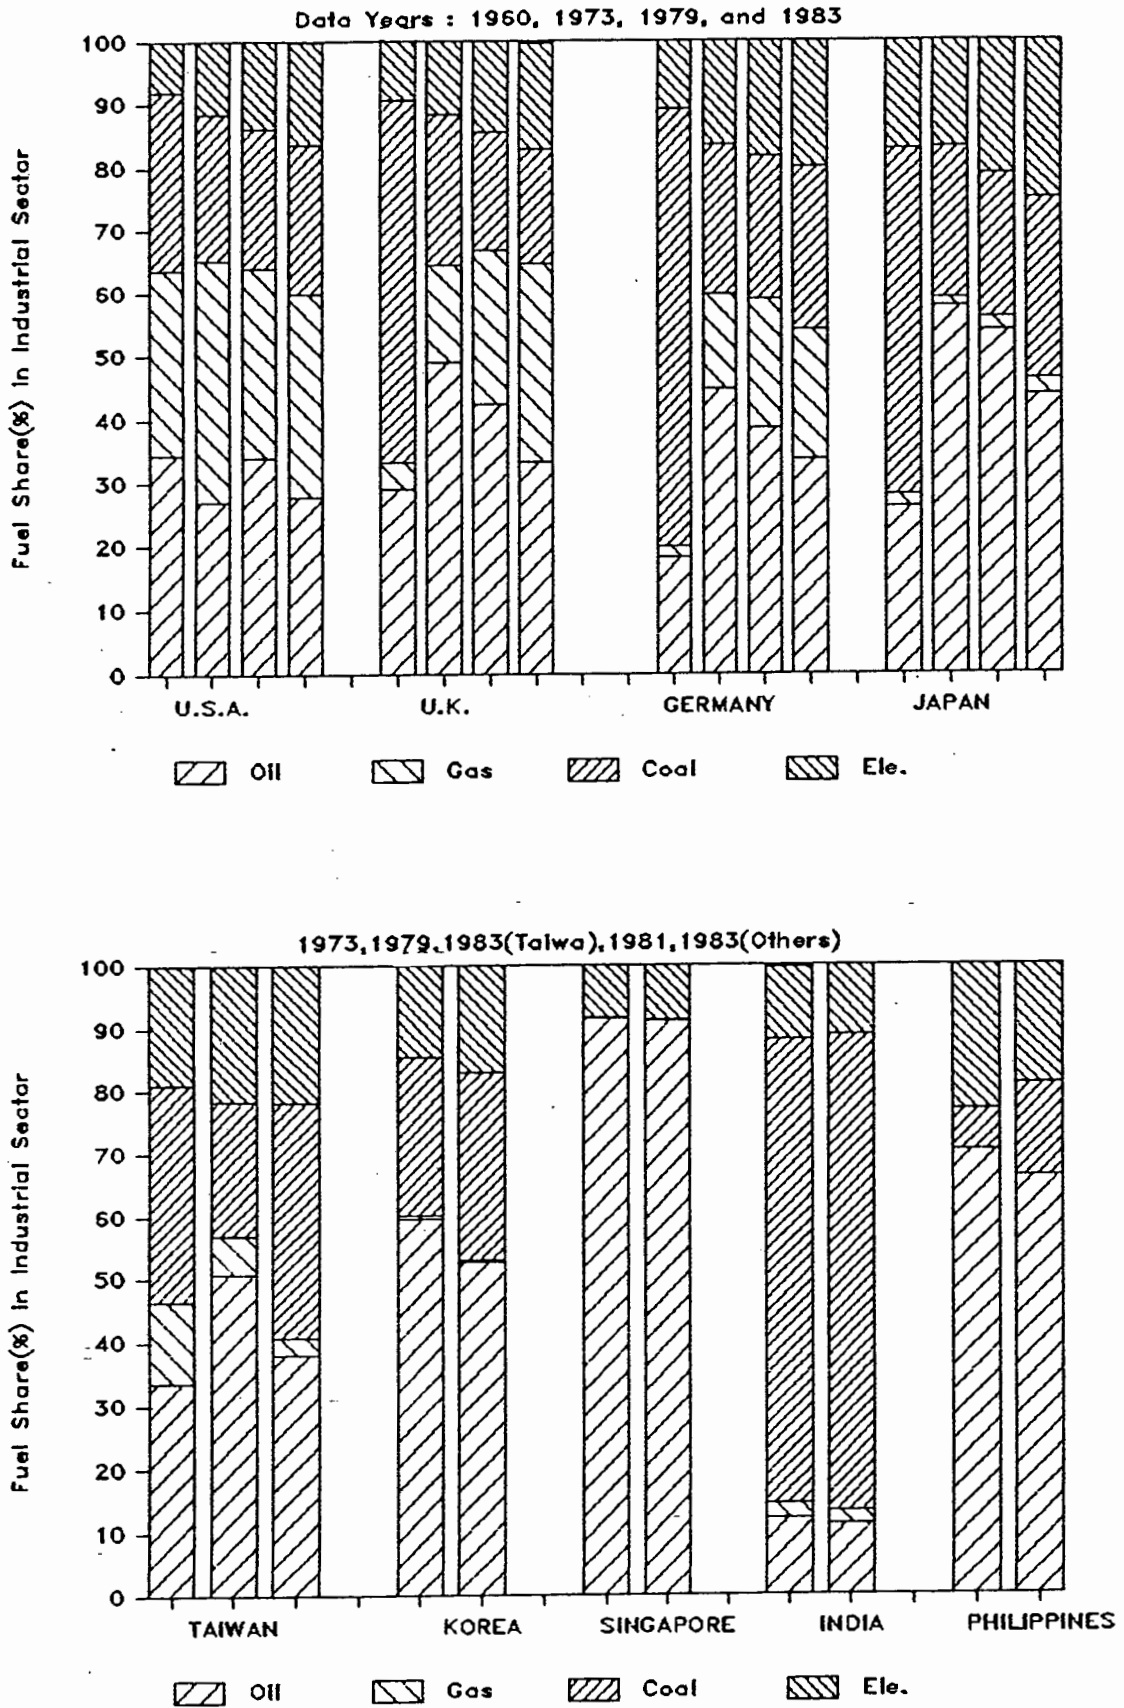 Data Years : 1960, 1973, 1979, and 1983
Fuel Share(%) in Industrial Sector
100
90
80
70
60
50
40
30
20
10
0
U.S.A. U.K. GERMANY JAPAN
Oil Gas Coal Ele.
1973,1979,1983(Taiwa),1981,1983(Others)
Fuel Share(%) in Industrial Sector
100
90
80
70
60
50
40
30
20
10
0
TAIWAN KOREA SINGAPORE INDIA PHILIPPINES
Oil Gas Coal Ele.